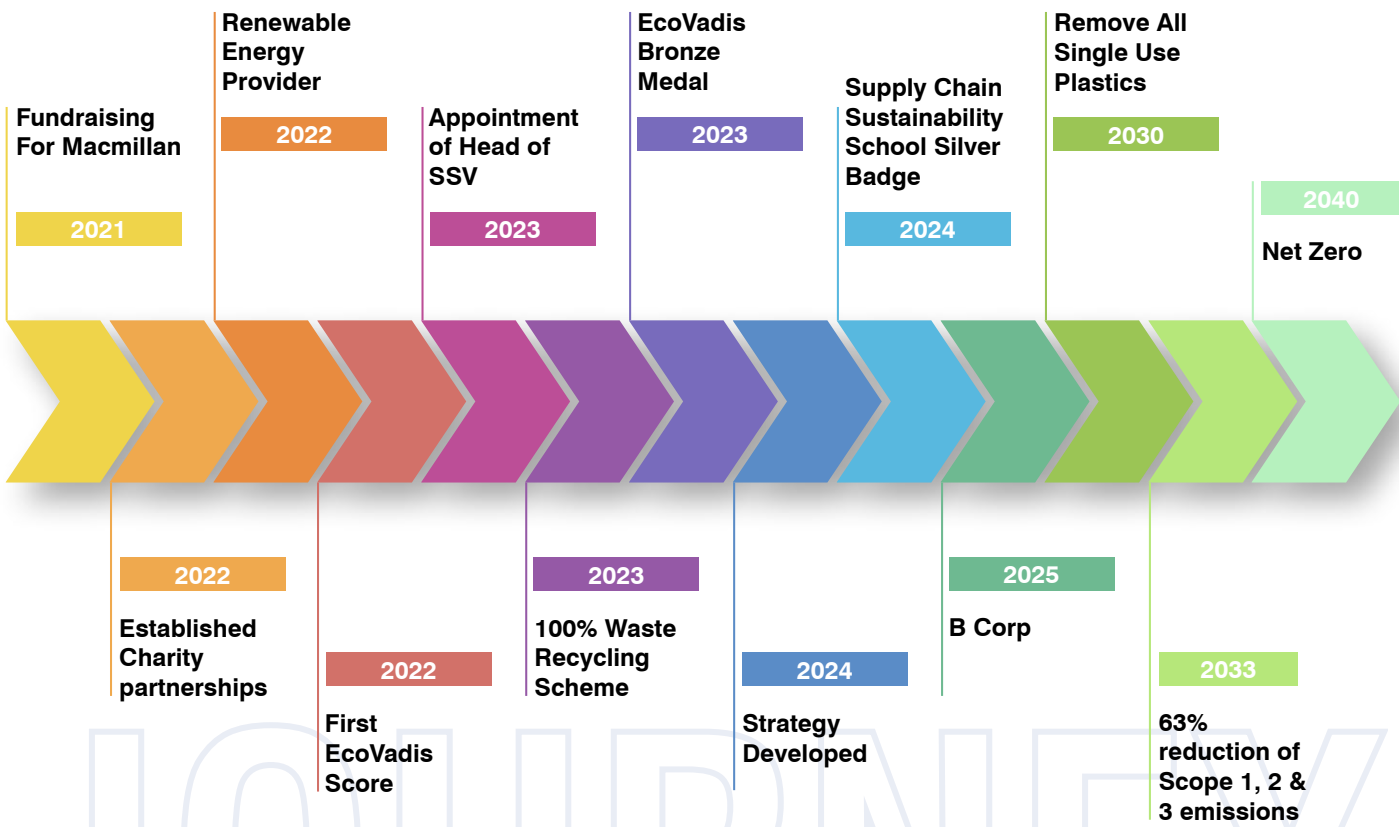 Fundraising
For Macmillan
2021
2022
Established
Charity
partnerships
Renewable
Energy
Provider
2022
2022
First
EcoVadis
Score
Appointment
of Head of
SSV
2023
2023
100% Waste
Recycling
Scheme
EcoVadis
Bronze
Medal
2023
2024
Strategy
Developed
Supply Chain
Sustainability
School Silver
Badge
2024
2025
B Corp
Remove All
Single Use
Plastics
2030
2033
63%
reduction of
Scope 1, 2 &
3 emissions
2040
Net Zero
JOURNEY